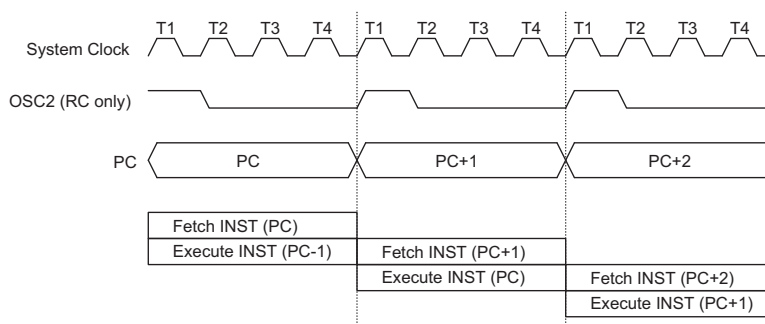 T1 T2 T3 T4 T1 T2 T3 T4 T1 T2 T3 T4
System Clock
OSC2 (RC only)
PC PC PC+1 PC+2
Fetch INST (PC)
Execute INST (PC-1) Fetch INST (PC+1)
Execute INST (PC) Fetch INST (PC+2)
Execute INST (PC+1)